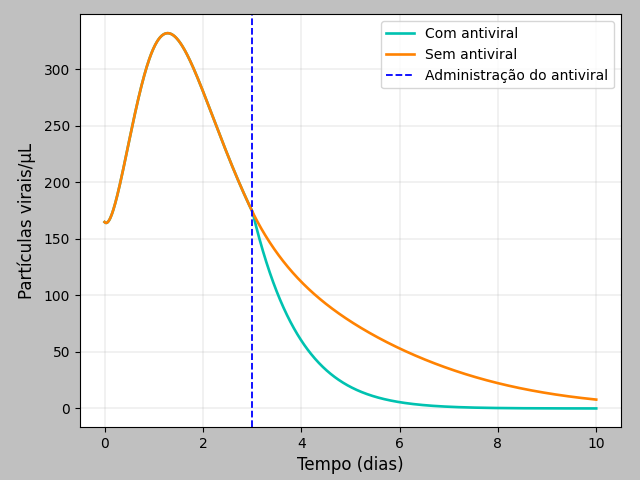 Com antiviral
Sem antiviral
Administração do antiviral
Partículas virais/μL
300
250
200
150
100
50
0
0 2 4 6 8 10
Tempo (dias)